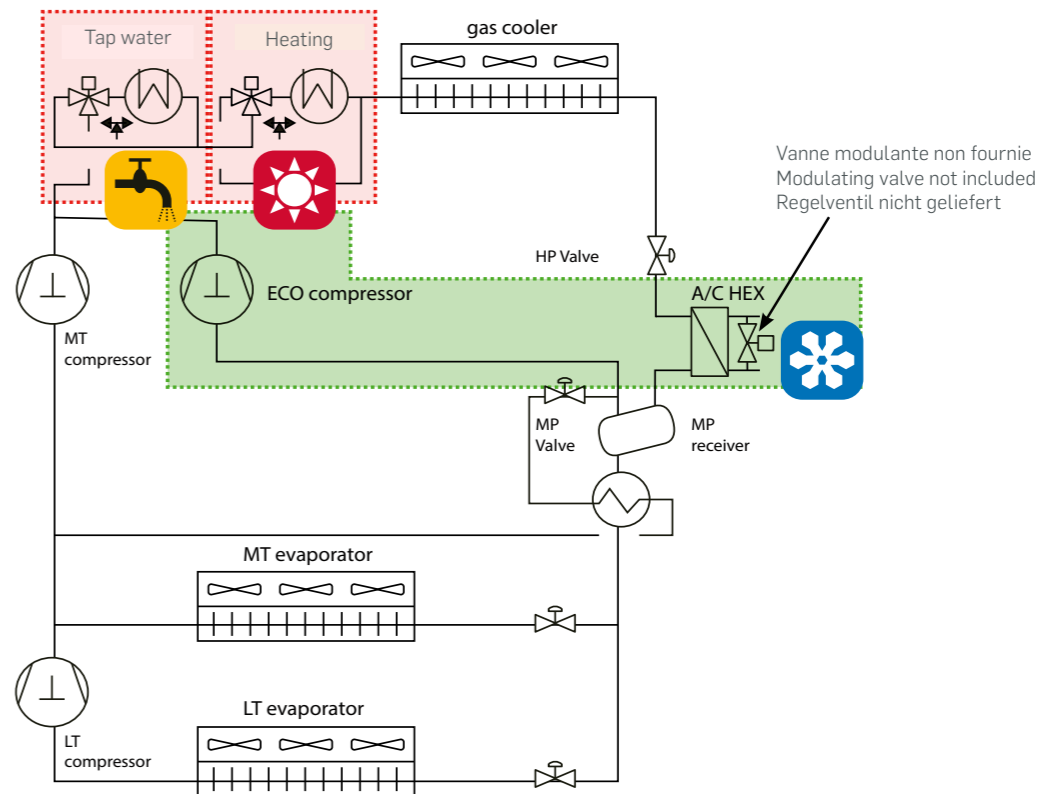 Tap water
Heating
gas cooler
Vanne modulante non fournie
Modulating valve not included
Regelventil nicht geliefert
HP Valve
A/C HEX
ECO compressor
MT
compressor
MP
Valve
MP
receiver
MT evaporator
LT evaporator
LT
compressor